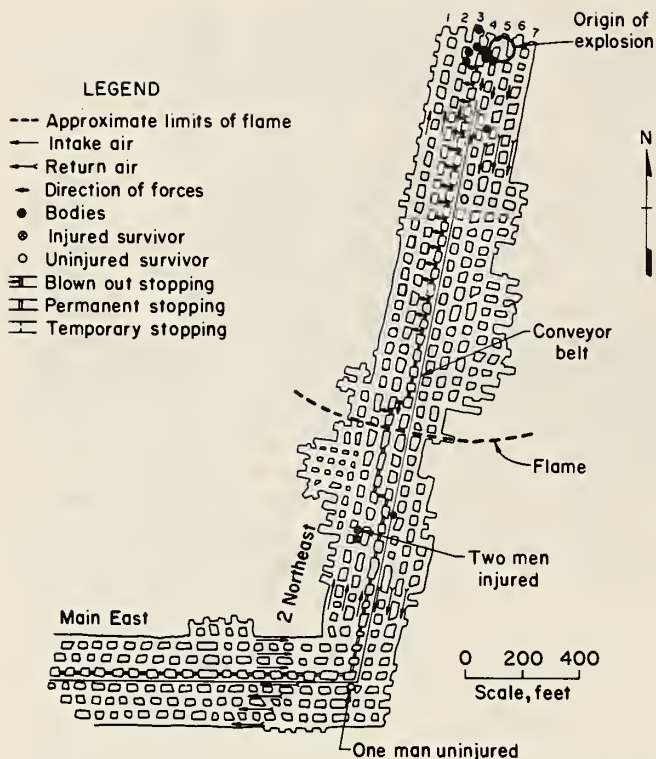 1 2 3 4 5 6 7
Origin of
explosion
LEGEND
Approximate limits of flame
Intake air
Return air
Direction of forces
Bodies
Injured survivor
Uninjured survivor
Blown out stopping
Permanent stopping
Temporary stopping
N
Conveyor
belt
Flame
2 Northeast
Two men
injured
Main East
0 200 400
Scale, feet
One man uninjured